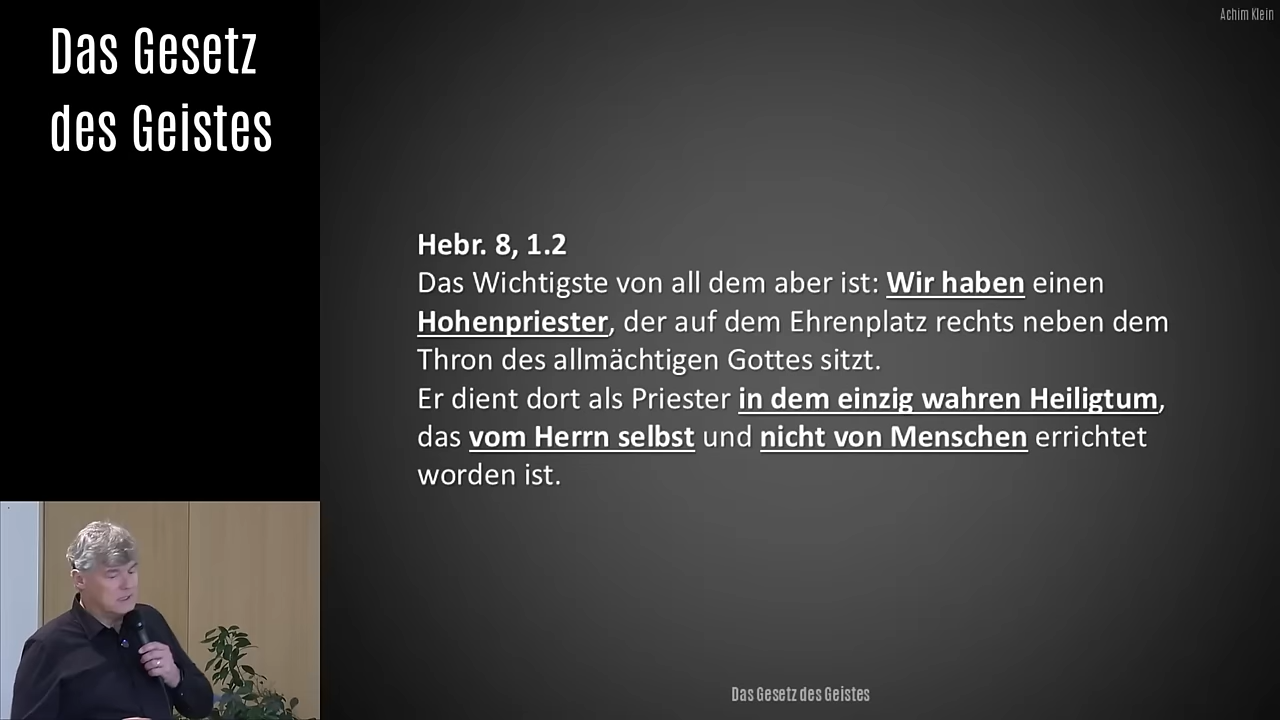 Das Gesetz
des Geistes
Achim Klein
Hebr. 8, 1.2
Das Wichtigste von all dem aber ist: Wir haben einen
Hohenpriester, der auf dem Ehrenplatz rechts neben dem
Thron des allmächtigen Gottes sitzt.
Er dient dort als Priester in dem einzig wahren Heiligtum,
das vom Herrn selbst und nicht von Menschen errichtet
worden ist.
Das Gesetz des Geistes